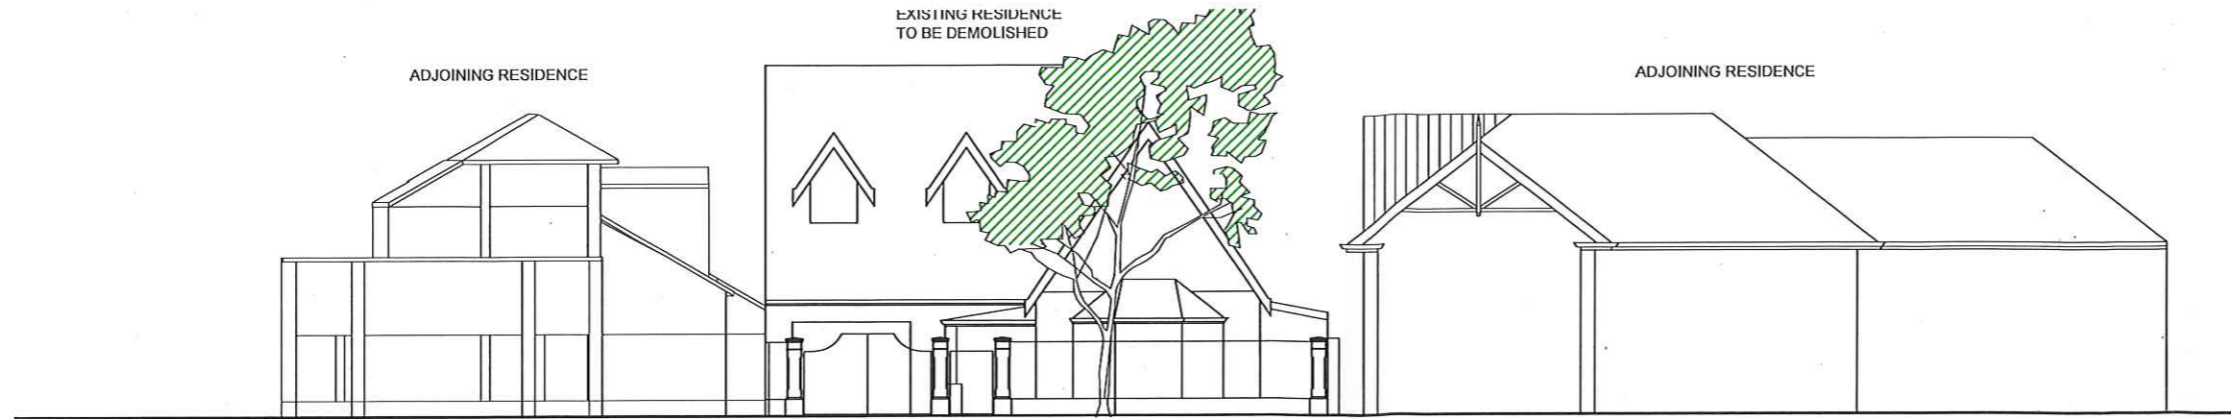 EXISTING RESIDENCE
TO BE DEMOLISHED
ADJOINING RESIDENCE
ADJOINING RESIDENCE